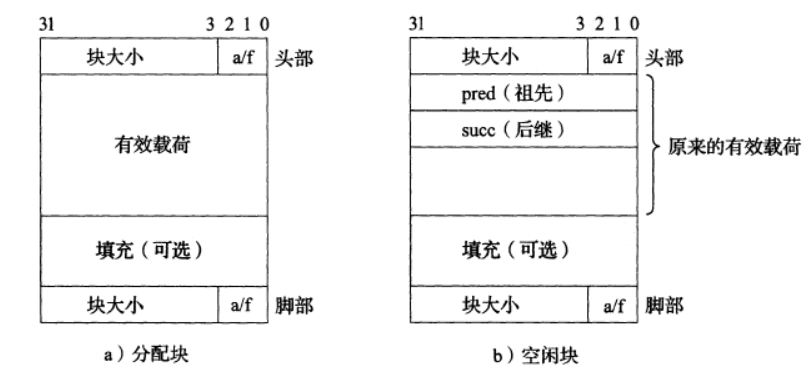 31 3 2 1 0
块大小 a/f 头部
有效载荷
填充（可选）
块大小 a/f 脚部
a）分配块
31 3 2 1 0
块大小 a/f 头部
pred（祖先）
succ（后继）
原来的有效载荷
填充（可选）
块大小 a/f 脚部
b）空闲块